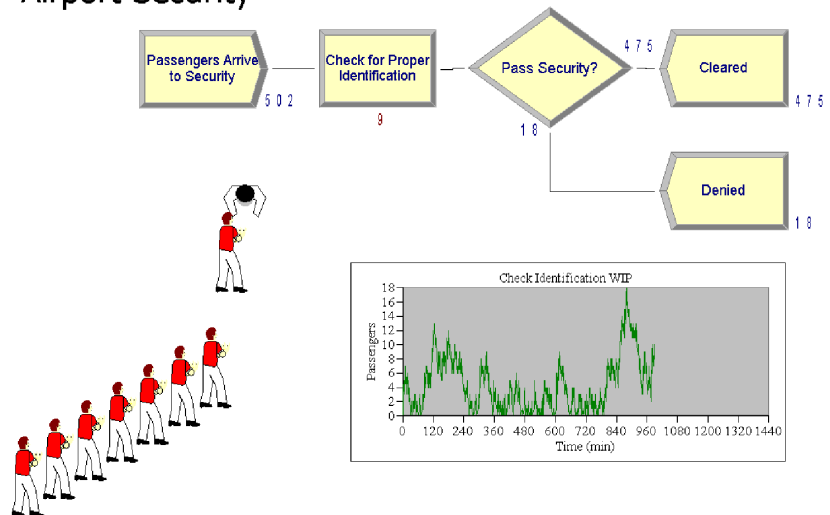 Airport Security
Passengers Arrive
to Security
502
Check for Proper
Identification
9
Pass Security?
475
18
Cleared
475
Denied
18
Check Identification WIP
Passengers
18
16
14
12
10
8
6
4
2
0
0 120 240 360 480 600 720 840 960 1080 1200 1320 1440
Time (min)